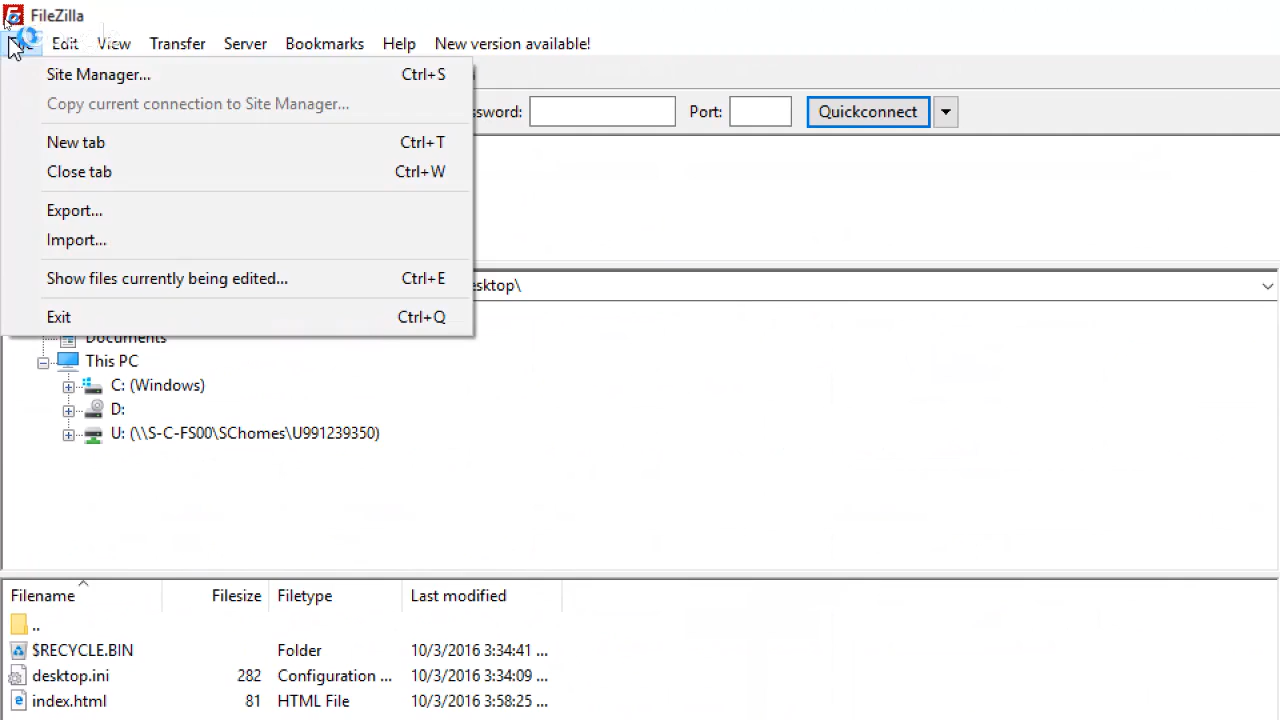 FileZilla
Edit View Transfer Server Bookmarks Help New version available!
Site Manager... Ctrl+S
Copy current connection to Site Manager...
sword: Port: Quickconnect
New tab Ctrl+T
Close tab Ctrl+W
Export...
Import...
Show files currently being edited... Ctrl+E
esktop\
Exit Ctrl+Q
Documents
This PC
C: (Windows)
D:
U: (\\S-C-FS00\SChomes\U991239350)
Filename Filesize Filetype Last modified
..
$RECYCLE.BIN Folder 10/3/2016 3:34:41 ...
desktop.ini 282 Configuration ... 10/3/2016 3:34:09 ...
index.html 81 HTML File 10/3/2016 3:58:25 ...